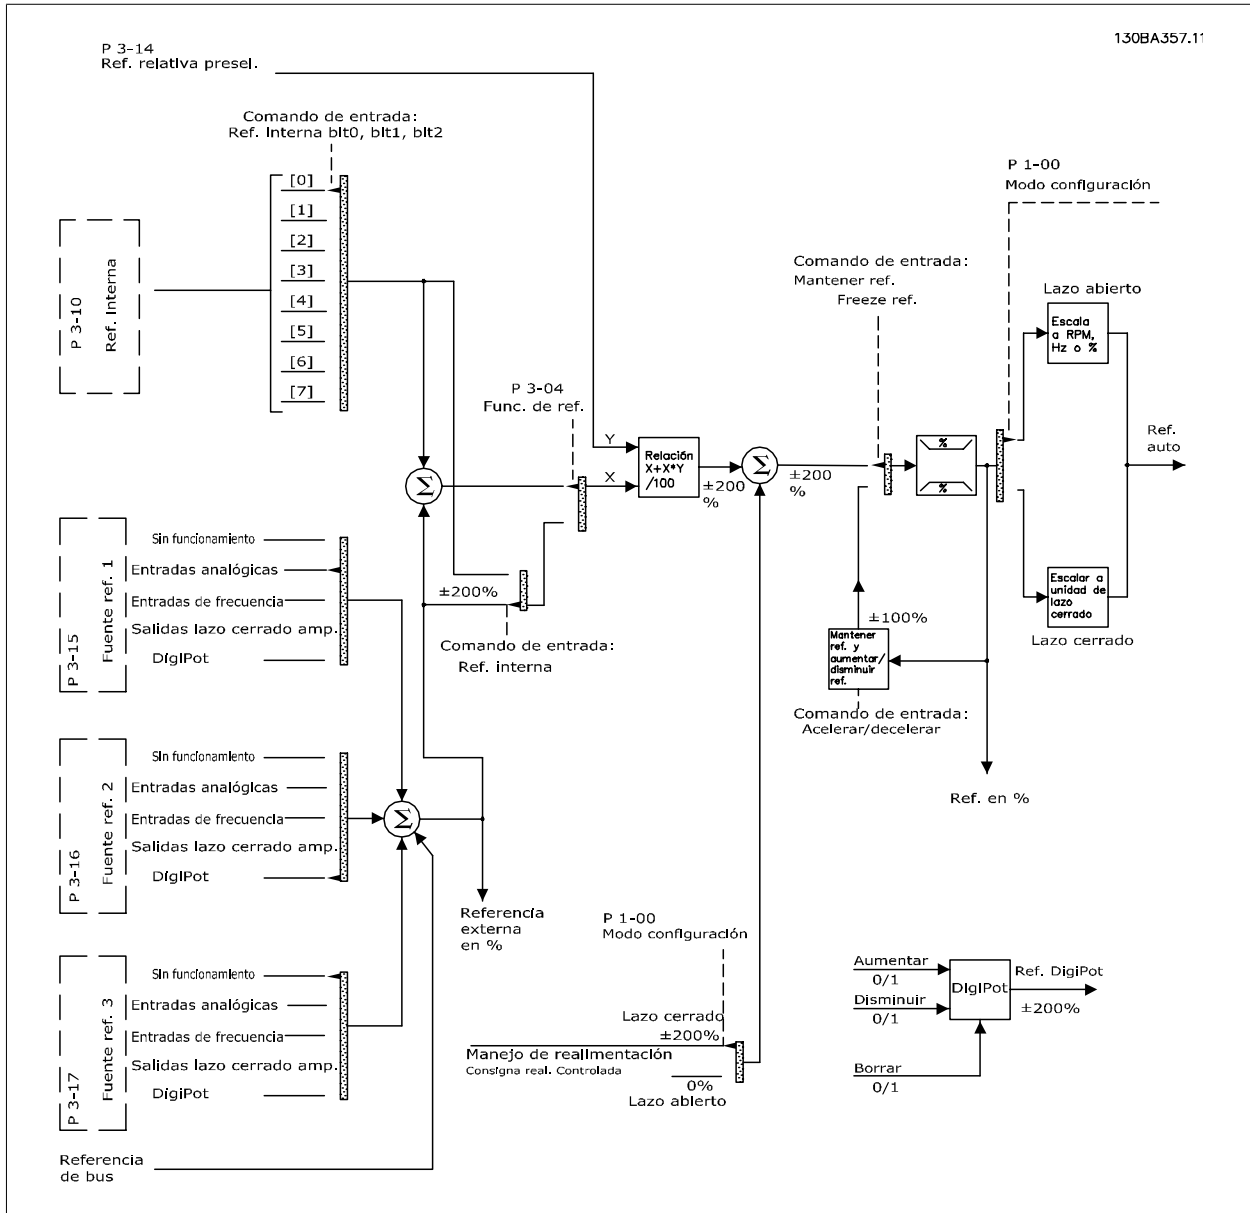 130BA357.11
P 3-14
Ref. relativa presel.
Comando de entrada:
Ref. Interna bit0, bit1, bit2
P 3-10
Ref. Interna
[0]
[1]
[2]
[3]
[4]
[5]
[6]
[7]
P 1-00
Modo configuración
Comando de entrada:
Mantener ref.
Freeze ref.
Lazo abierto
Escala
a RPM,
Hz o %
P 3-04
Func. de ref.
Y
X
Relación
X+X*Y
/100
±200
%
Σ
±200
%
%
%
Ref.
auto
Σ
P 3-15
Fuente ref. 1
Sin funcionamiento
Entradas analógicas
Entradas de frecuencia
Salidas lazo cerrado amp.
DigiPot
±200%
Comando de entrada:
Ref. interna
±100%
Mantener
ref. y
aumentar/
disminuir
ref.
Comando de entrada:
Acelerar/decelerar
Escalar a
unidad de
lazo
cerrado
Lazo cerrado
Ref. en %
P 3-16
Fuente ref. 2
Sin funcionamiento
Entradas analógicas
Entradas de frecuencia
Salidas lazo cerrado amp.
DigiPot
Σ
Referencia
externa
en %
P 3-17
Fuente ref. 3
Sin funcionamiento
Entradas analógicas
Entradas de frecuencia
Salidas lazo cerrado amp.
DigiPot
Referencia
de bus
P 1-00
Modo configuración
Lazo cerrado
±200%
Manejo de realimentación
Consigna real. Controlada
0%
Lazo abierto
Aumentar
0/1
Disminuir
0/1
Borrar
0/1
DigiPot
Ref. DigiPot
±200%